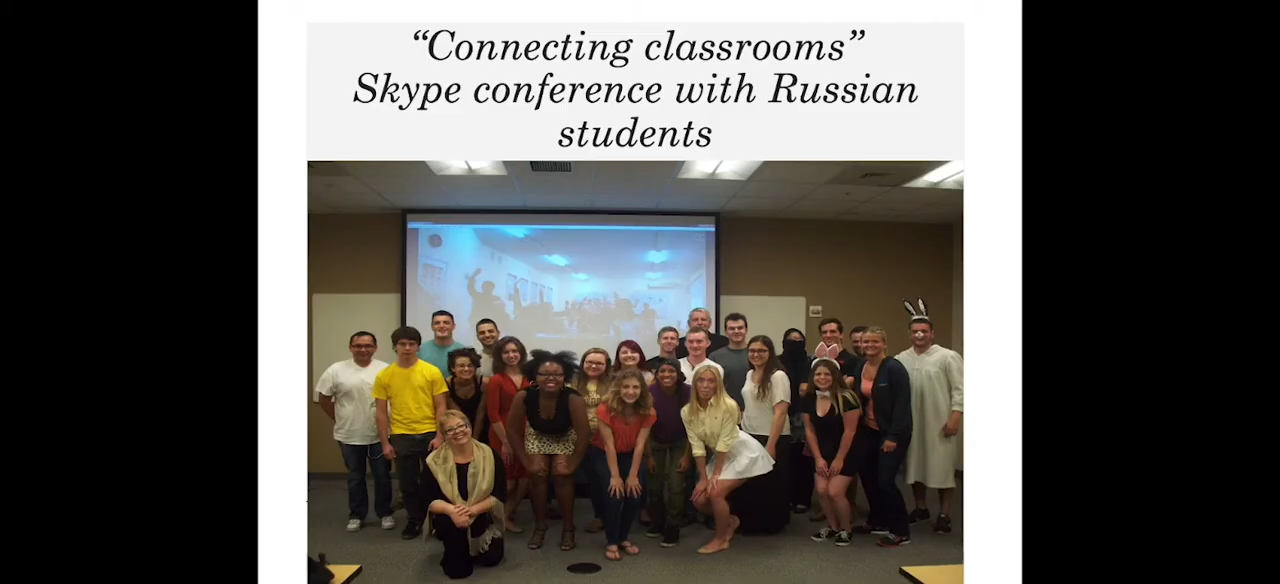 “Connecting classrooms”
Skype conference with Russian
students